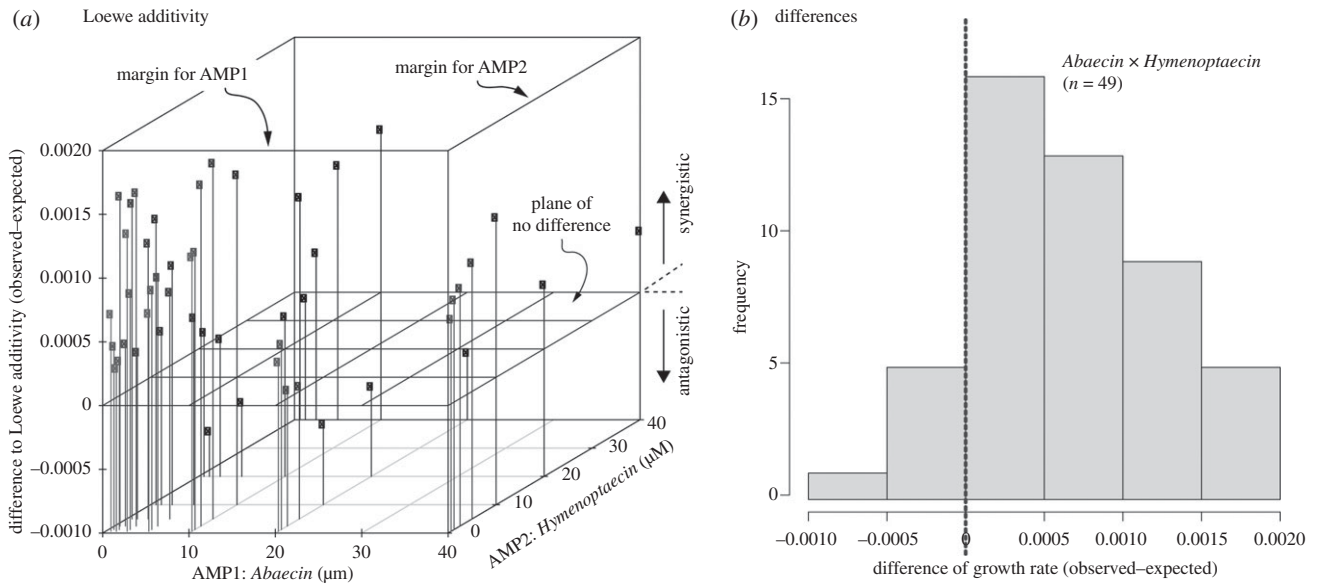 (a) Loewe additivity
margin for AMP1
margin for AMP2
plane of
no difference
synergistic
antagonistic
difference to Loewe additivity (observed–expected)
0.0020
0.0015
0.0010
0.0005
0
–0.0005
–0.0010
0 10 20 30 40
AMP1: Abaecin (μm)
0 10 20 30 40
AMP2: Hymenoptaecin (μM)
(b) differences
Abaecin × Hymenoptaecin
(n = 49)
frequency
15
10
5
0
–0.0010 –0.0005 0 0.0005 0.0010 0.0015 0.0020
difference of growth rate (observed–expected)